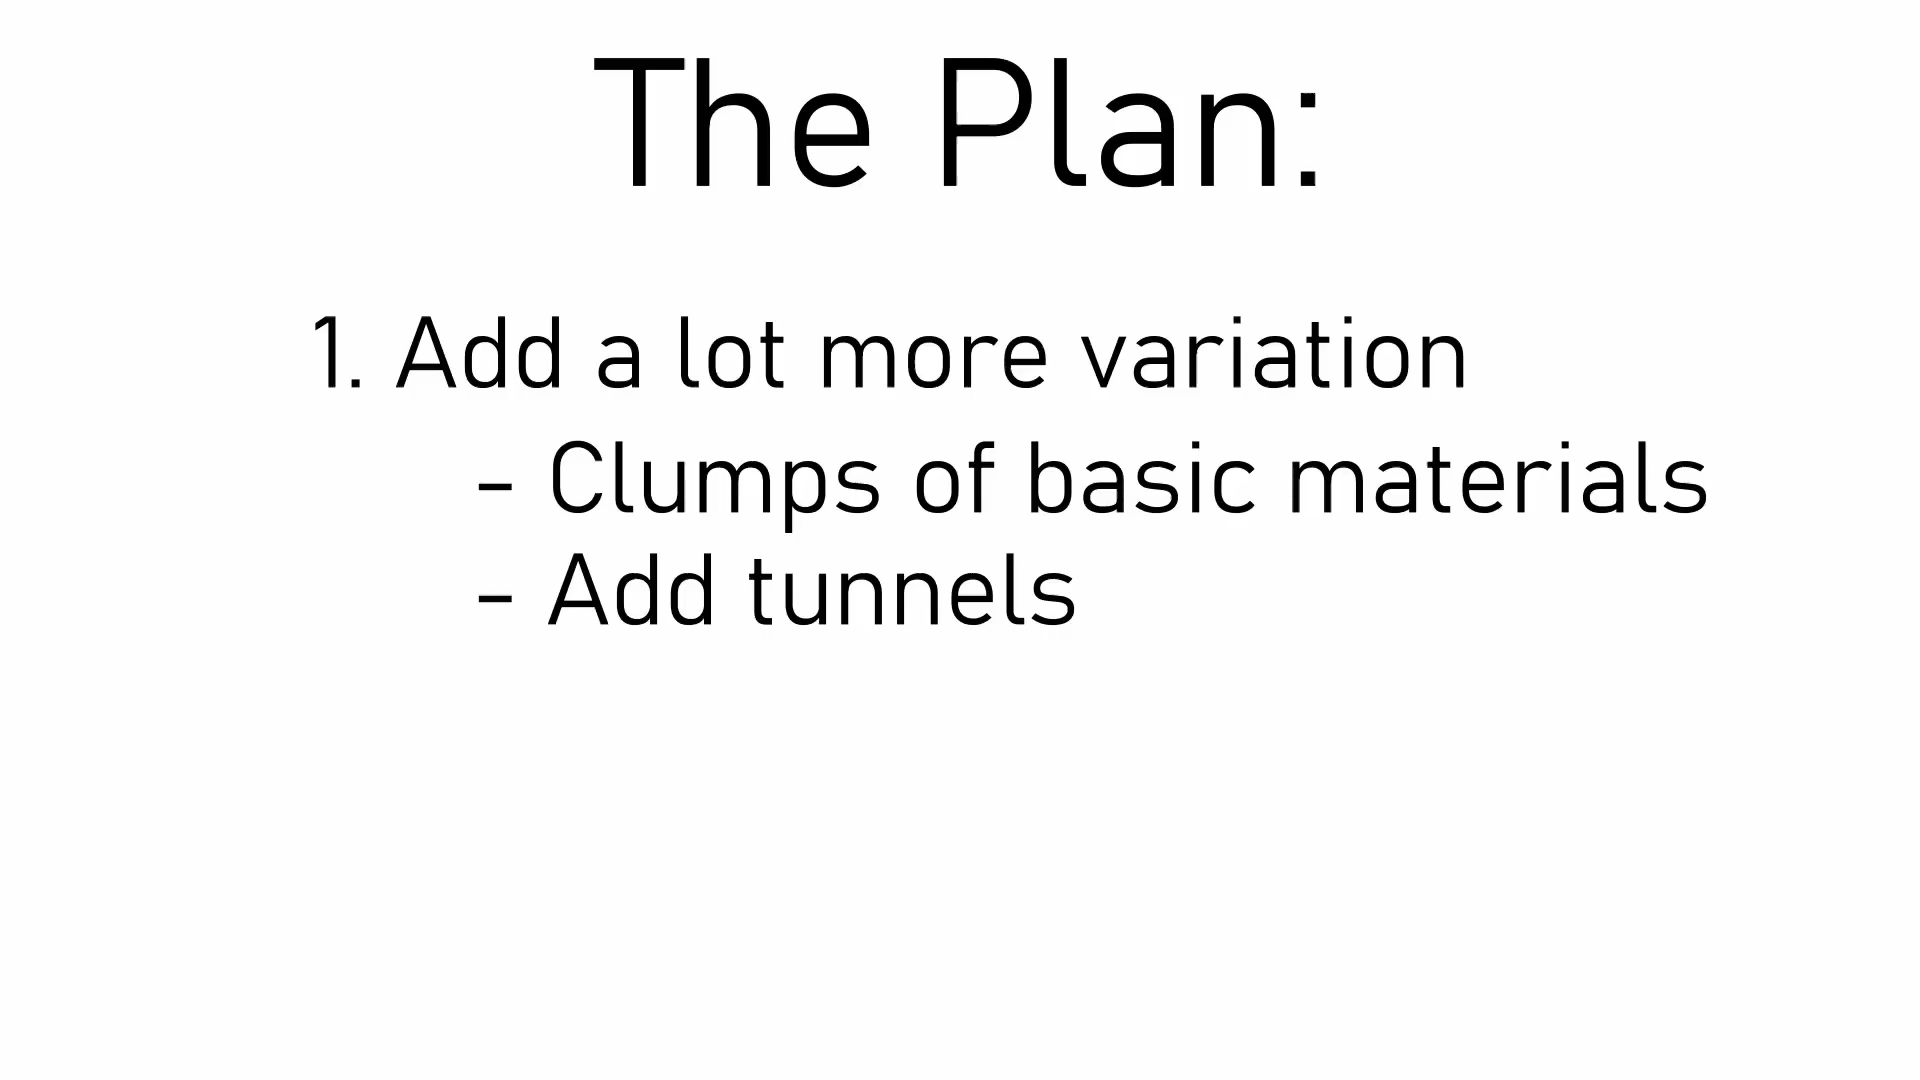 The Plan:
1. Add a lot more variation
- Clumps of basic materials
- Add tunnels